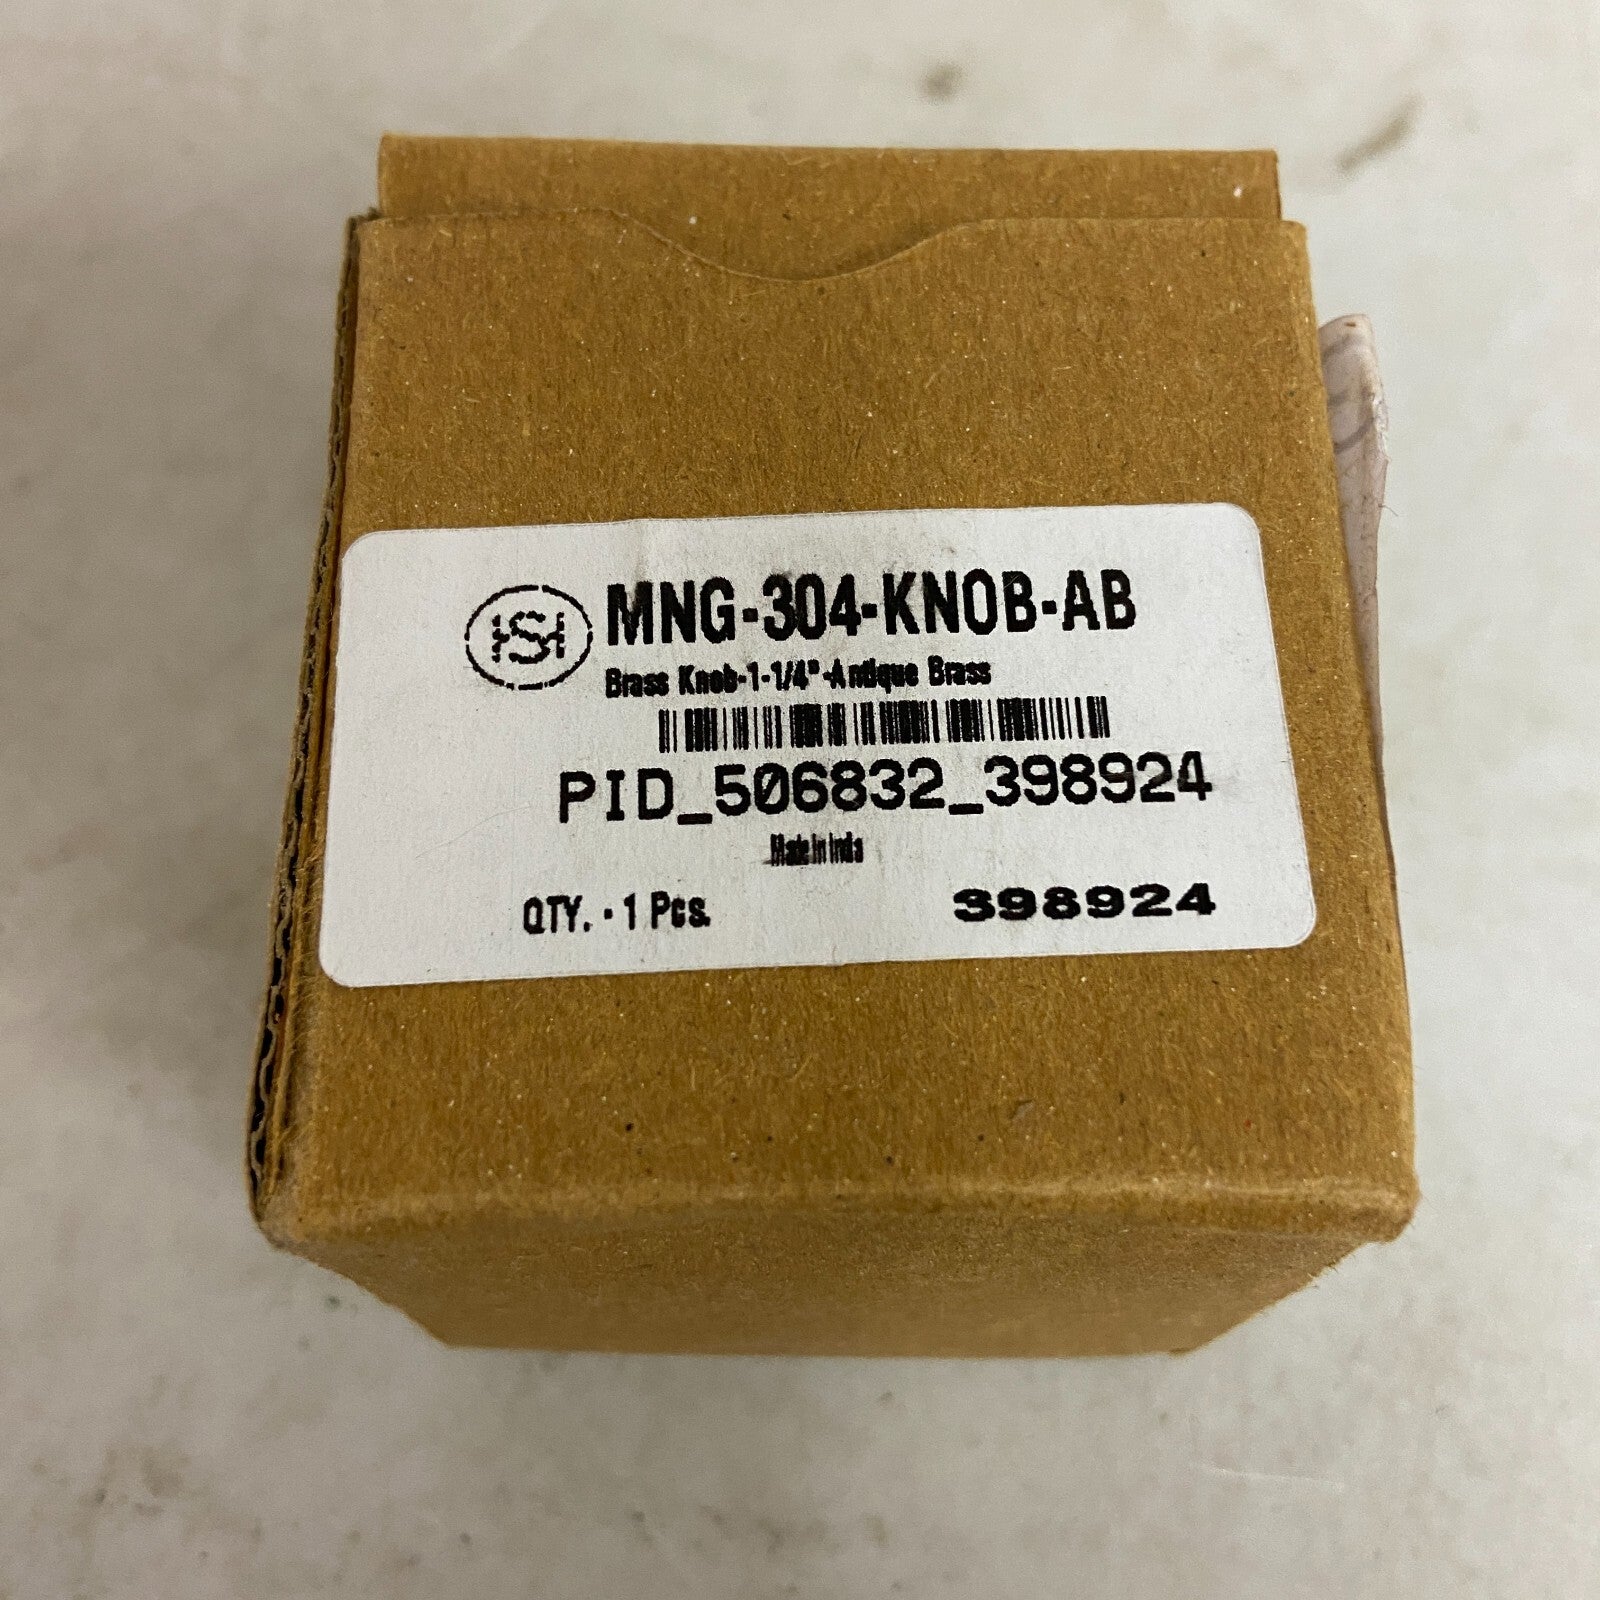 HSI MNG-304-KNOB-AB
Brass Knob-1-1/4"-Antique Brass
PID_506832_398924
Made In India
QTY. - 1 Pcs. 398924